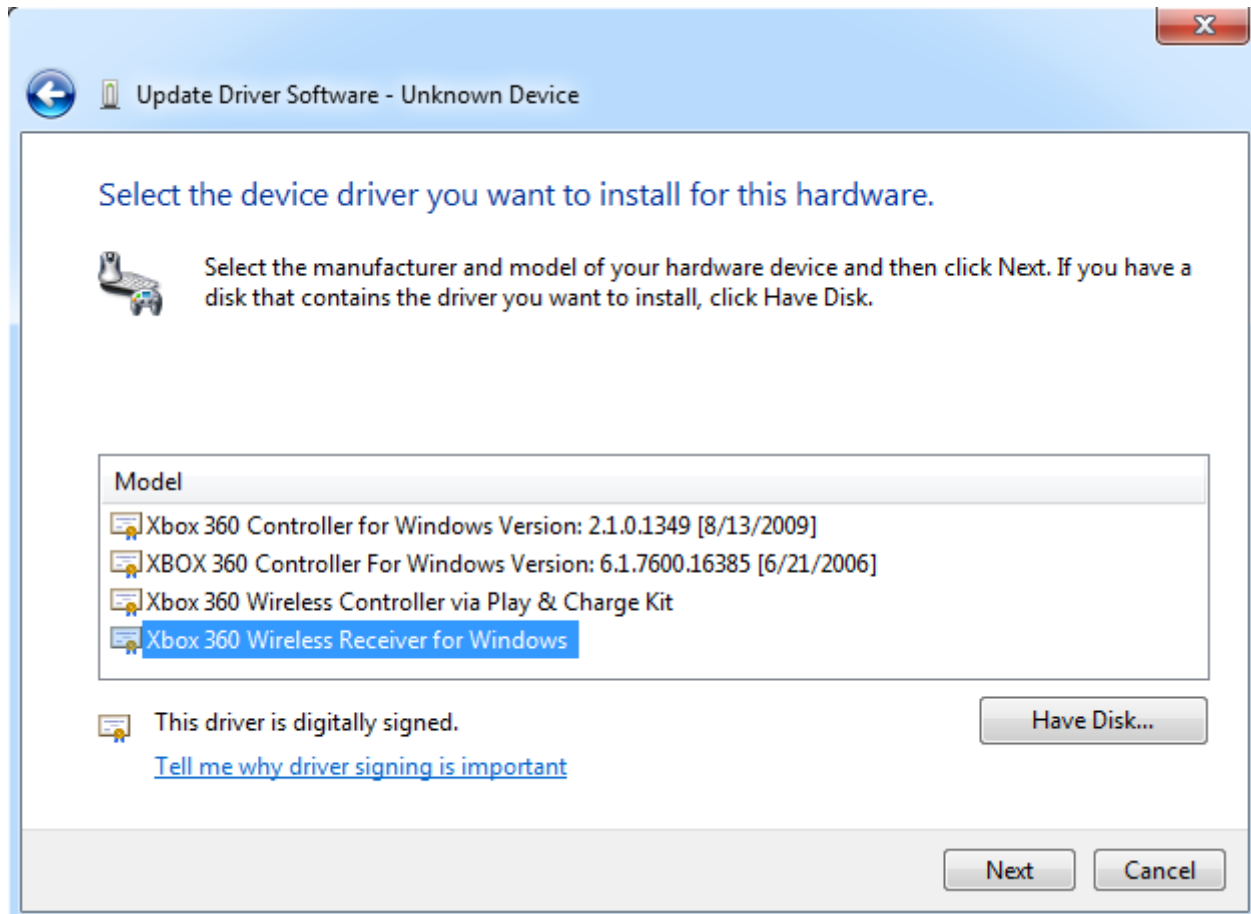 Update Driver Software - Unknown Device
Select the device driver you want to install for this hardware.
Select the manufacturer and model of your hardware device and then click Next. If you have a
disk that contains the driver you want to install, click Have Disk.
Model
Xbox 360 Controller for Windows Version: 2.1.0.1349 [8/13/2009]
XBOX 360 Controller For Windows Version: 6.1.7600.16385 [6/21/2006]
Xbox 360 Wireless Controller via Play & Charge Kit
Xbox 360 Wireless Receiver for Windows
This driver is digitally signed.
Have Disk...
Tell me why driver signing is important
Next
Cancel